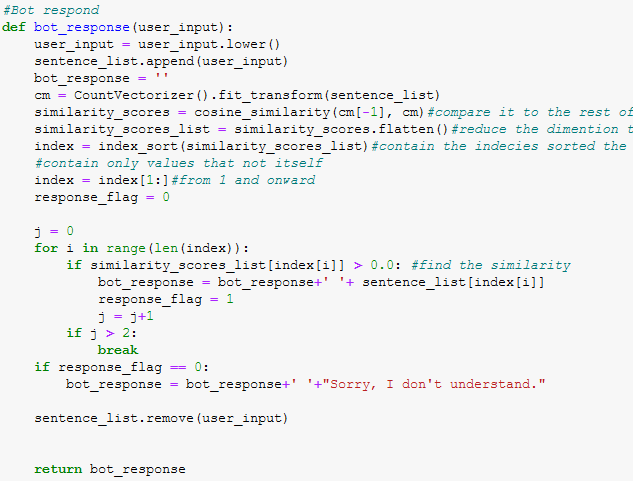 #Bot respond
def bot_response(user_input):
    user_input = user_input.lower()
    sentence_list.append(user_input)
    bot_response = ''
    cm = CountVectorizer().fit_transform(sentence_list)
    similarity_scores = cosine_similarity(cm[-1], cm)#compare it to the rest of
    similarity_scores_list = similarity_scores.flatten()#reduce the dimention t
    index = index_sort(similarity_scores_list)#contain the indecies sorted the
    #contain only values that not itself
    index = index[1:]#from 1 and onward
    response_flag = 0

    j = 0
    for i in range(len(index)):
        if similarity_scores_list[index[i]] > 0.0: #find the similarity
            bot_response = bot_response+' '+ sentence_list[index[i]]
            response_flag = 1
            j = j+1
        if j > 2:
            break
    if response_flag == 0:
        bot_response = bot_response+' '+"Sorry, I don't understand."

    sentence_list.remove(user_input)


    return bot_response